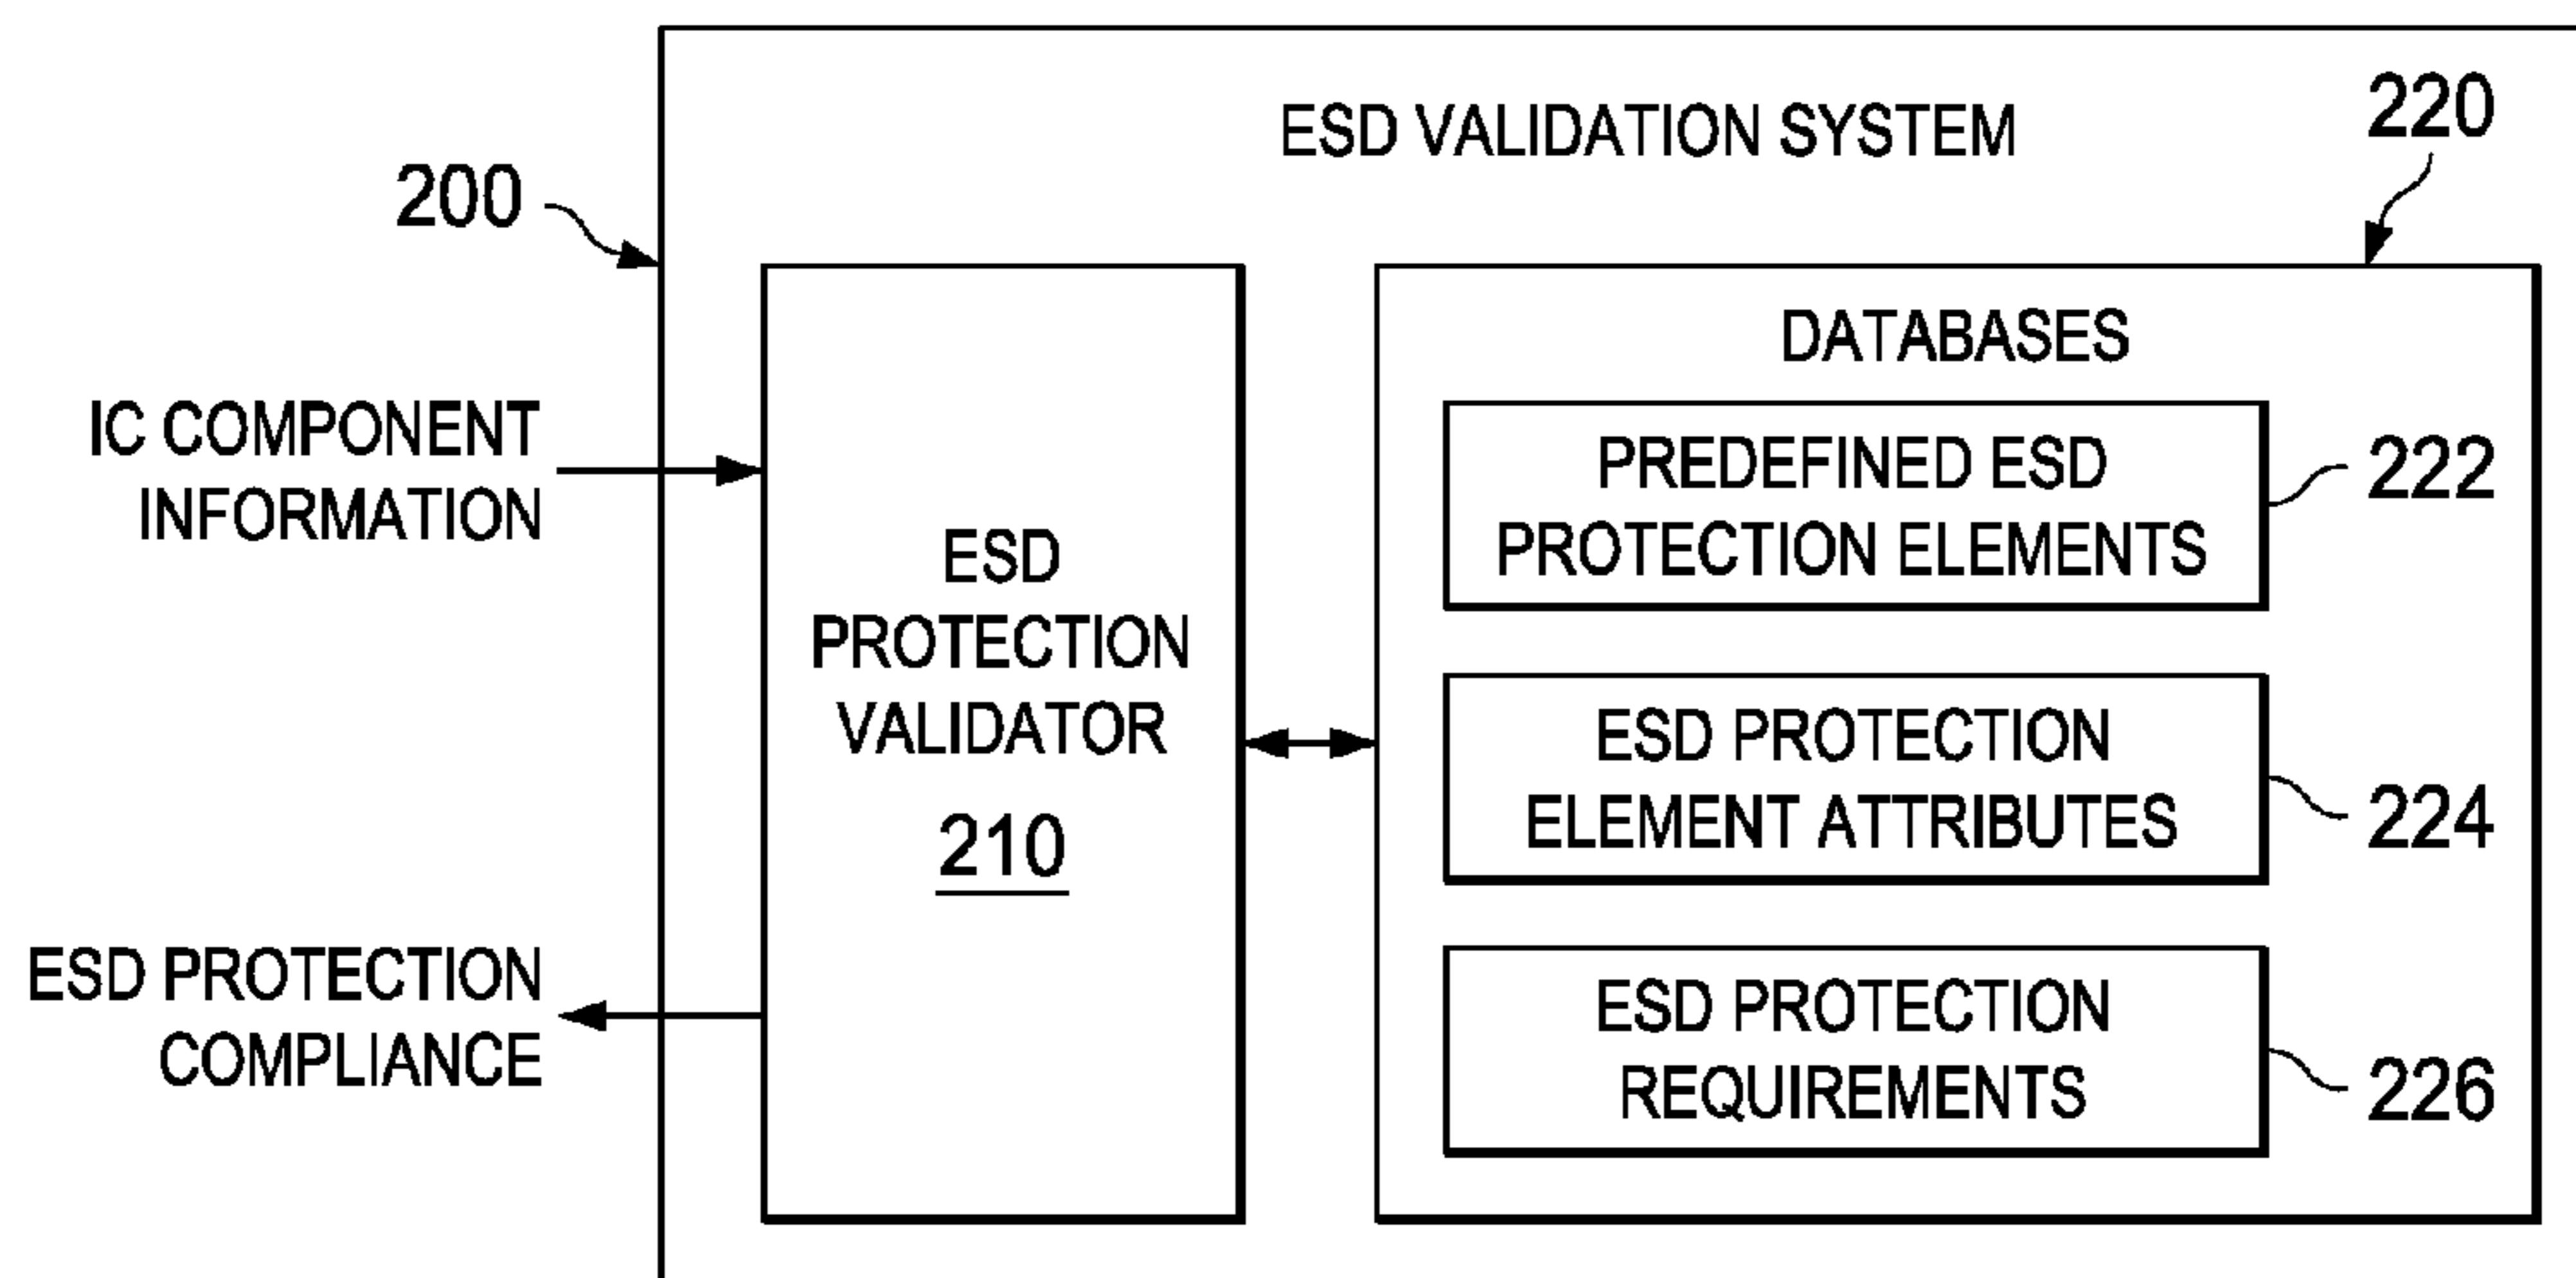 ESD VALIDATION SYSTEM
220
200
DATABASES
IC COMPONENT
INFORMATION
PREDEFINED ESD
PROTECTION ELEMENTS
222
ESD
PROTECTION
VALIDATOR
210
ESD PROTECTION
ELEMENT ATTRIBUTES
224
ESD PROTECTION
COMPLIANCE
ESD PROTECTION
REQUIREMENTS
226